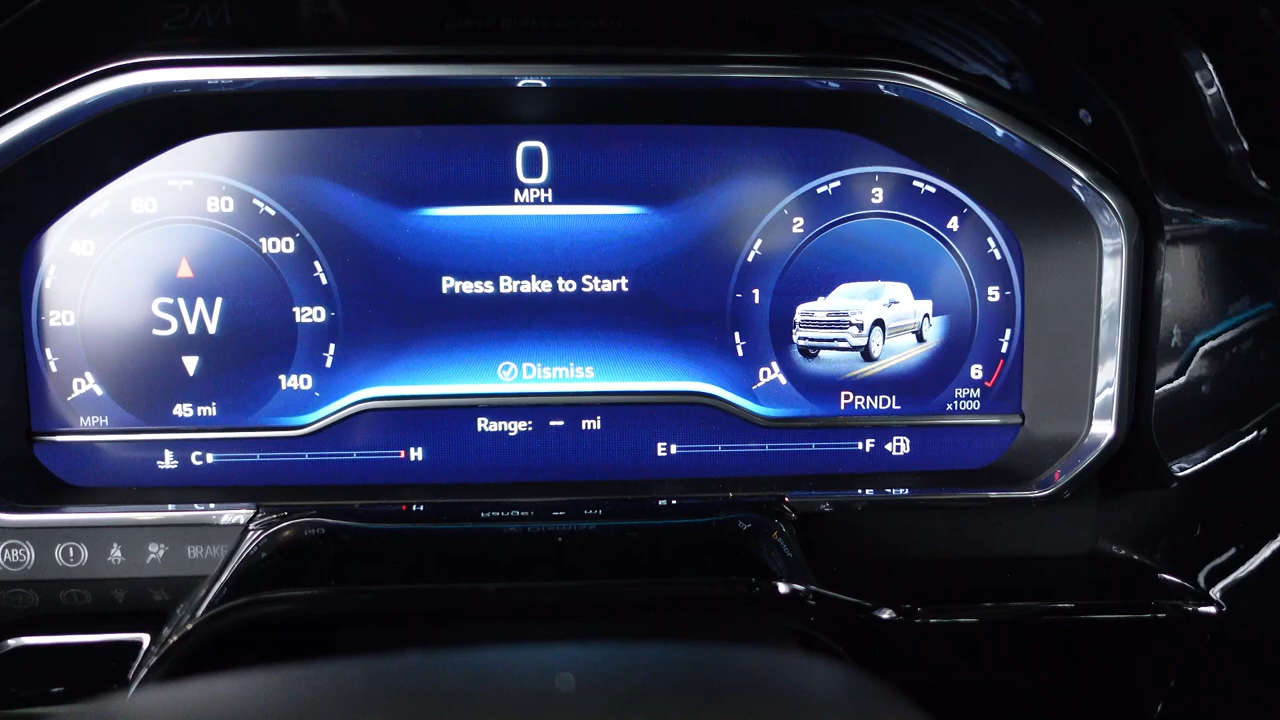 0
MPH
60 80
40 100
20 120
0 140
SW
45 mi
MPH
Press Brake to Start
Dismiss
Range: -- mi
C H
E F
3
2 4
1 5
0 6
PRNDL
RPM
x1000
ABS
BRAKE